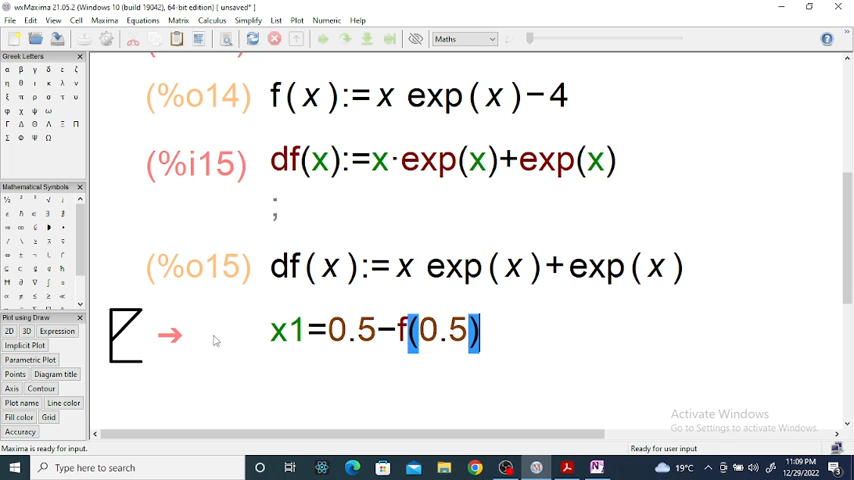 wxMaxima 21.05.2 (Windows 10 (build 19042), 64-bit edition) [ unsaved* ]
File Edit View Cell Maxima Equations Matrix Calculus Simplify List Plot Numeric Help
Maths
Greek Letters
α β γ δ ε ζ
η θ ι κ λ ν
ξ π ρ σ τ υ
φ χ ψ ω
Γ Δ Θ Λ Ξ Π
Σ Φ Ψ Ω
Mathematical Symbols
(%o14) f(x):=x exp(x)−4
(%i15) df(x):=x·exp(x)+exp(x)
;
(%o15) df(x):=x exp(x)+exp(x)
x1=0.5−f(0.5)
Plot using Draw
2D 3D Expression
Implicit Plot
Parametric Plot
Points Diagram title
Axis Contour
Plot name Line color
Fill color Grid
Accuracy
Activate Windows
Go to Settings to activate Windows.
Maxima is ready for input.
Ready for user input
Type here to search
19°C
11:09 PM
12/29/2022
3